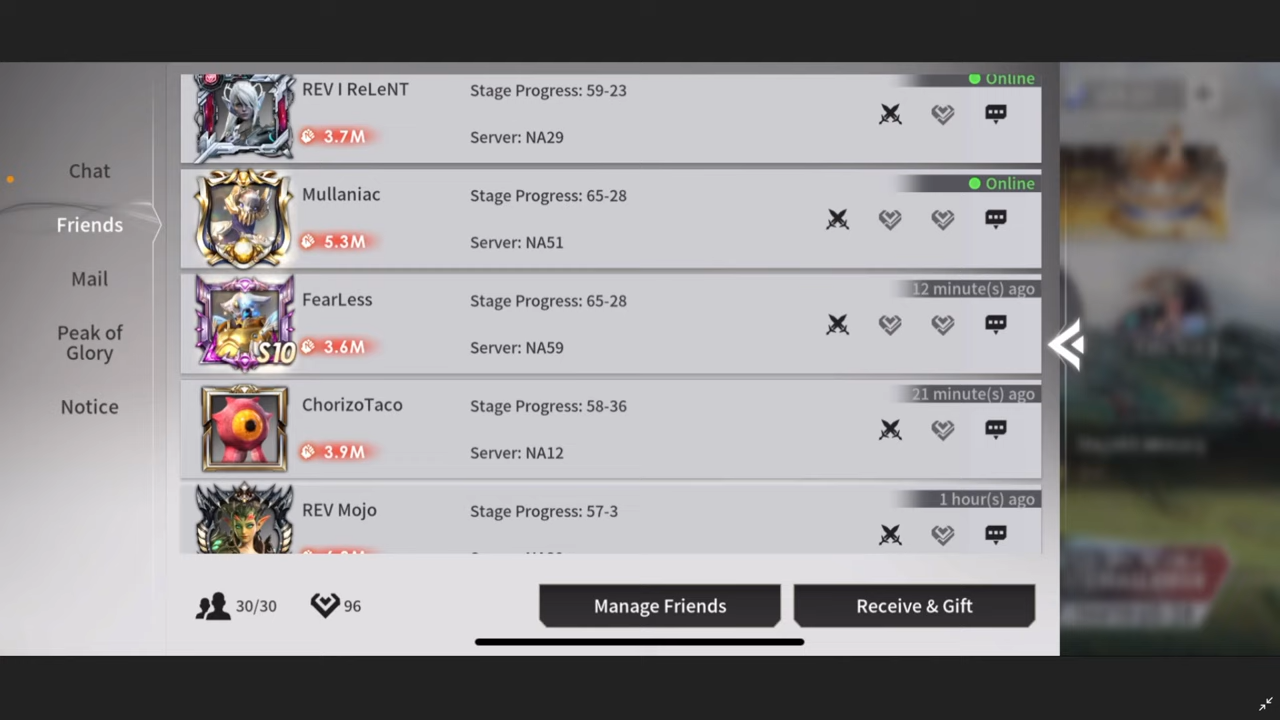 Online
REV I ReLeNT
Stage Progress: 59-23
3.7M
Server: NA29
Chat
Online
Mullaniac
Stage Progress: 65-28
Friends
5.3M
Server: NA51
Mail
12 minute(s) ago
FearLess
Stage Progress: 65-28
Peak of
Glory
S10
3.6M
Server: NA59
21 minute(s) ago
Notice
ChorizoTaco
Stage Progress: 58-36
3.9M
Server: NA12
1 hour(s) ago
REV Mojo
Stage Progress: 57-3
30/30
96
Manage Friends
Receive & Gift